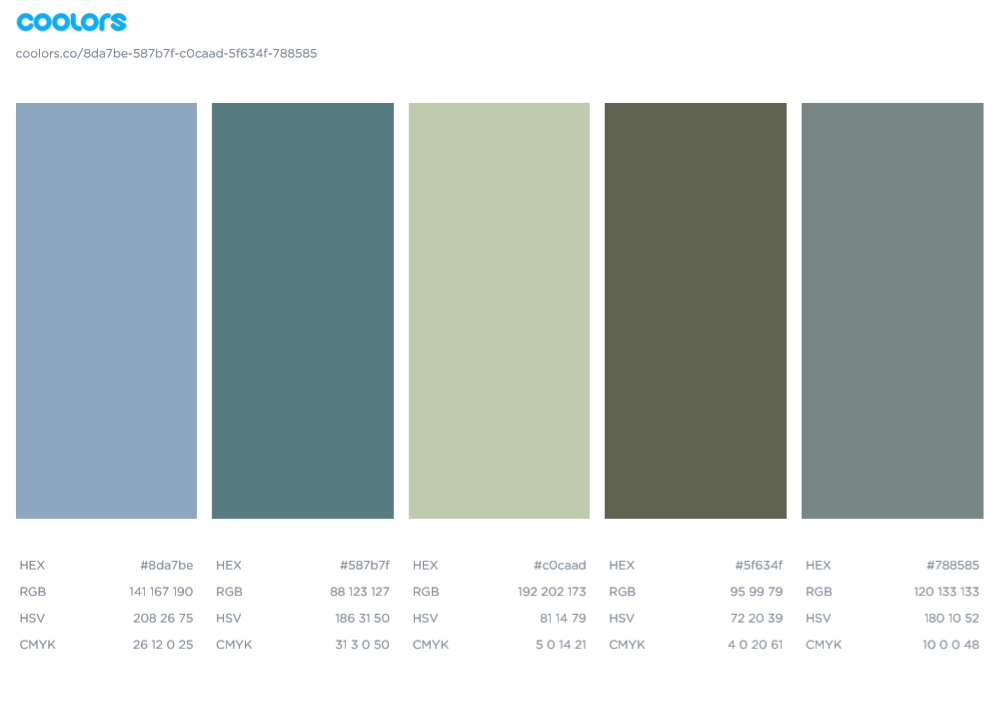 coolors
coolors.co/8da7be-587b7f-c0caad-5f634f-788585
HEX #8da7be HEX #587b7f HEX #c0caad HEX #5f634f HEX #788585
RGB 141 167 190 RGB 88 123 127 RGB 192 202 173 RGB 95 99 79 RGB 120 133 133
HSV 208 26 75 HSV 186 31 50 HSV 81 14 79 HSV 72 20 39 HSV 180 10 52
CMYK 26 12 0 25 CMYK 31 3 0 50 CMYK 5 0 14 21 CMYK 4 0 20 61 CMYK 10 0 0 48